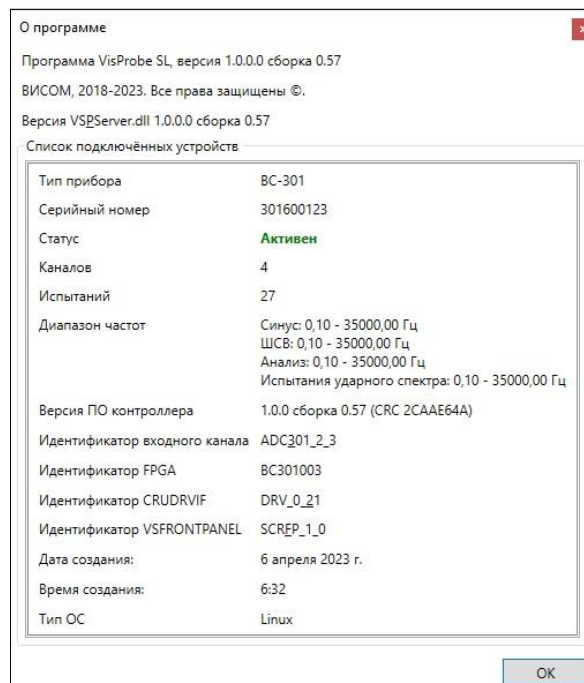 О программе
x
Программа VisProbe SL, версия 1.0.0.0 сборка 0.57
ВИСОМ, 2018-2023. Все права защищены ©.
Версия VSPServer.dll 1.0.0.0 сборка 0.57
Список подключённых устройств
Тип прибора ВС-301
Серийный номер 301600123
Статус Активен
Каналов 4
Испытаний 27
Диапазон частот Синус: 0,10 - 35000,00 Гц
ШСВ: 0,10 - 35000,00 Гц
Анализ: 0,10 - 35000,00 Гц
Испытания ударного спектра: 0,10 - 35000,00 Гц
Версия ПО контроллера 1.0.0 сборка 0.57 (CRC 2CAAE64A)
Идентификатор входного канала ADC301_2_3
Идентификатор FPGA BC301003
Идентификатор CRUDRVIF DRV_0_21
Идентификатор VSFRONTPANEL SCRFP_1_0
Дата создания: 6 апреля 2023 г.
Время создания: 6:32
Тип ОС Linux
OK